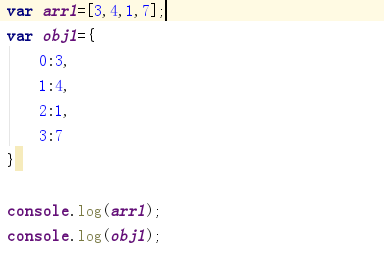 var arr1=[3,4,1,7];
var obj1={
0:3,
1:4,
2:1,
3:7
}
console.log(arr1);
console.log(obj1);